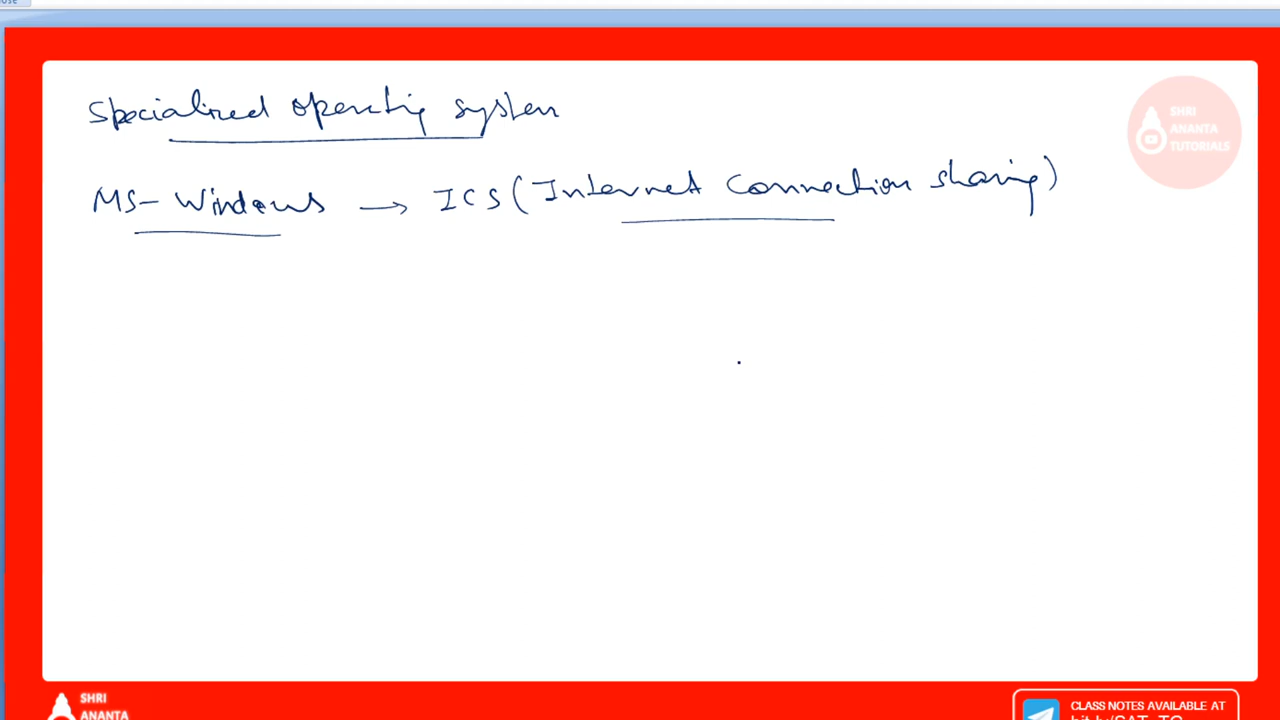 Specialized operating system
MS-Windows → ICS (Internet Connection sharing)
SHRI
ANANTA
TUTORIALS
SHRI
ANANTA
CLASS NOTES AVAILABLE AT